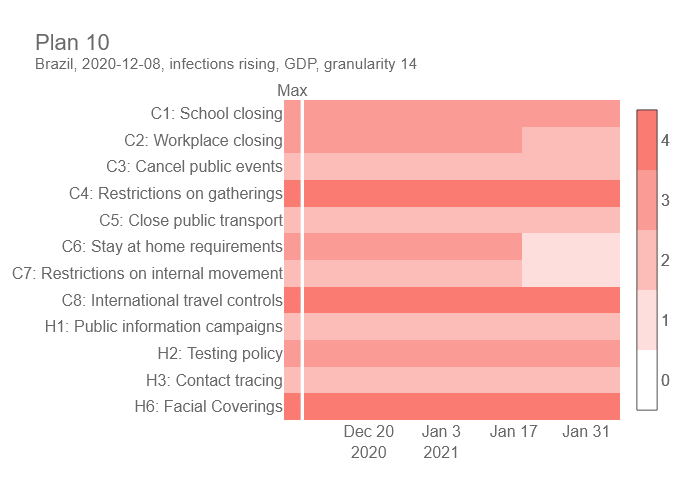 Plan 10
Brazil, 2020-12-08, infections rising, GDP, granularity 14
Max
C1: School closing
C2: Workplace closing
C3: Cancel public events
C4: Restrictions on gatherings
C5: Close public transport
C6: Stay at home requirements
C7: Restrictions on internal movement
C8: International travel controls
H1: Public information campaigns
H2: Testing policy
H3: Contact tracing
H6: Facial Coverings
4
3
2
1
0
Dec 20 Jan 3 Jan 17 Jan 31
2020 2021